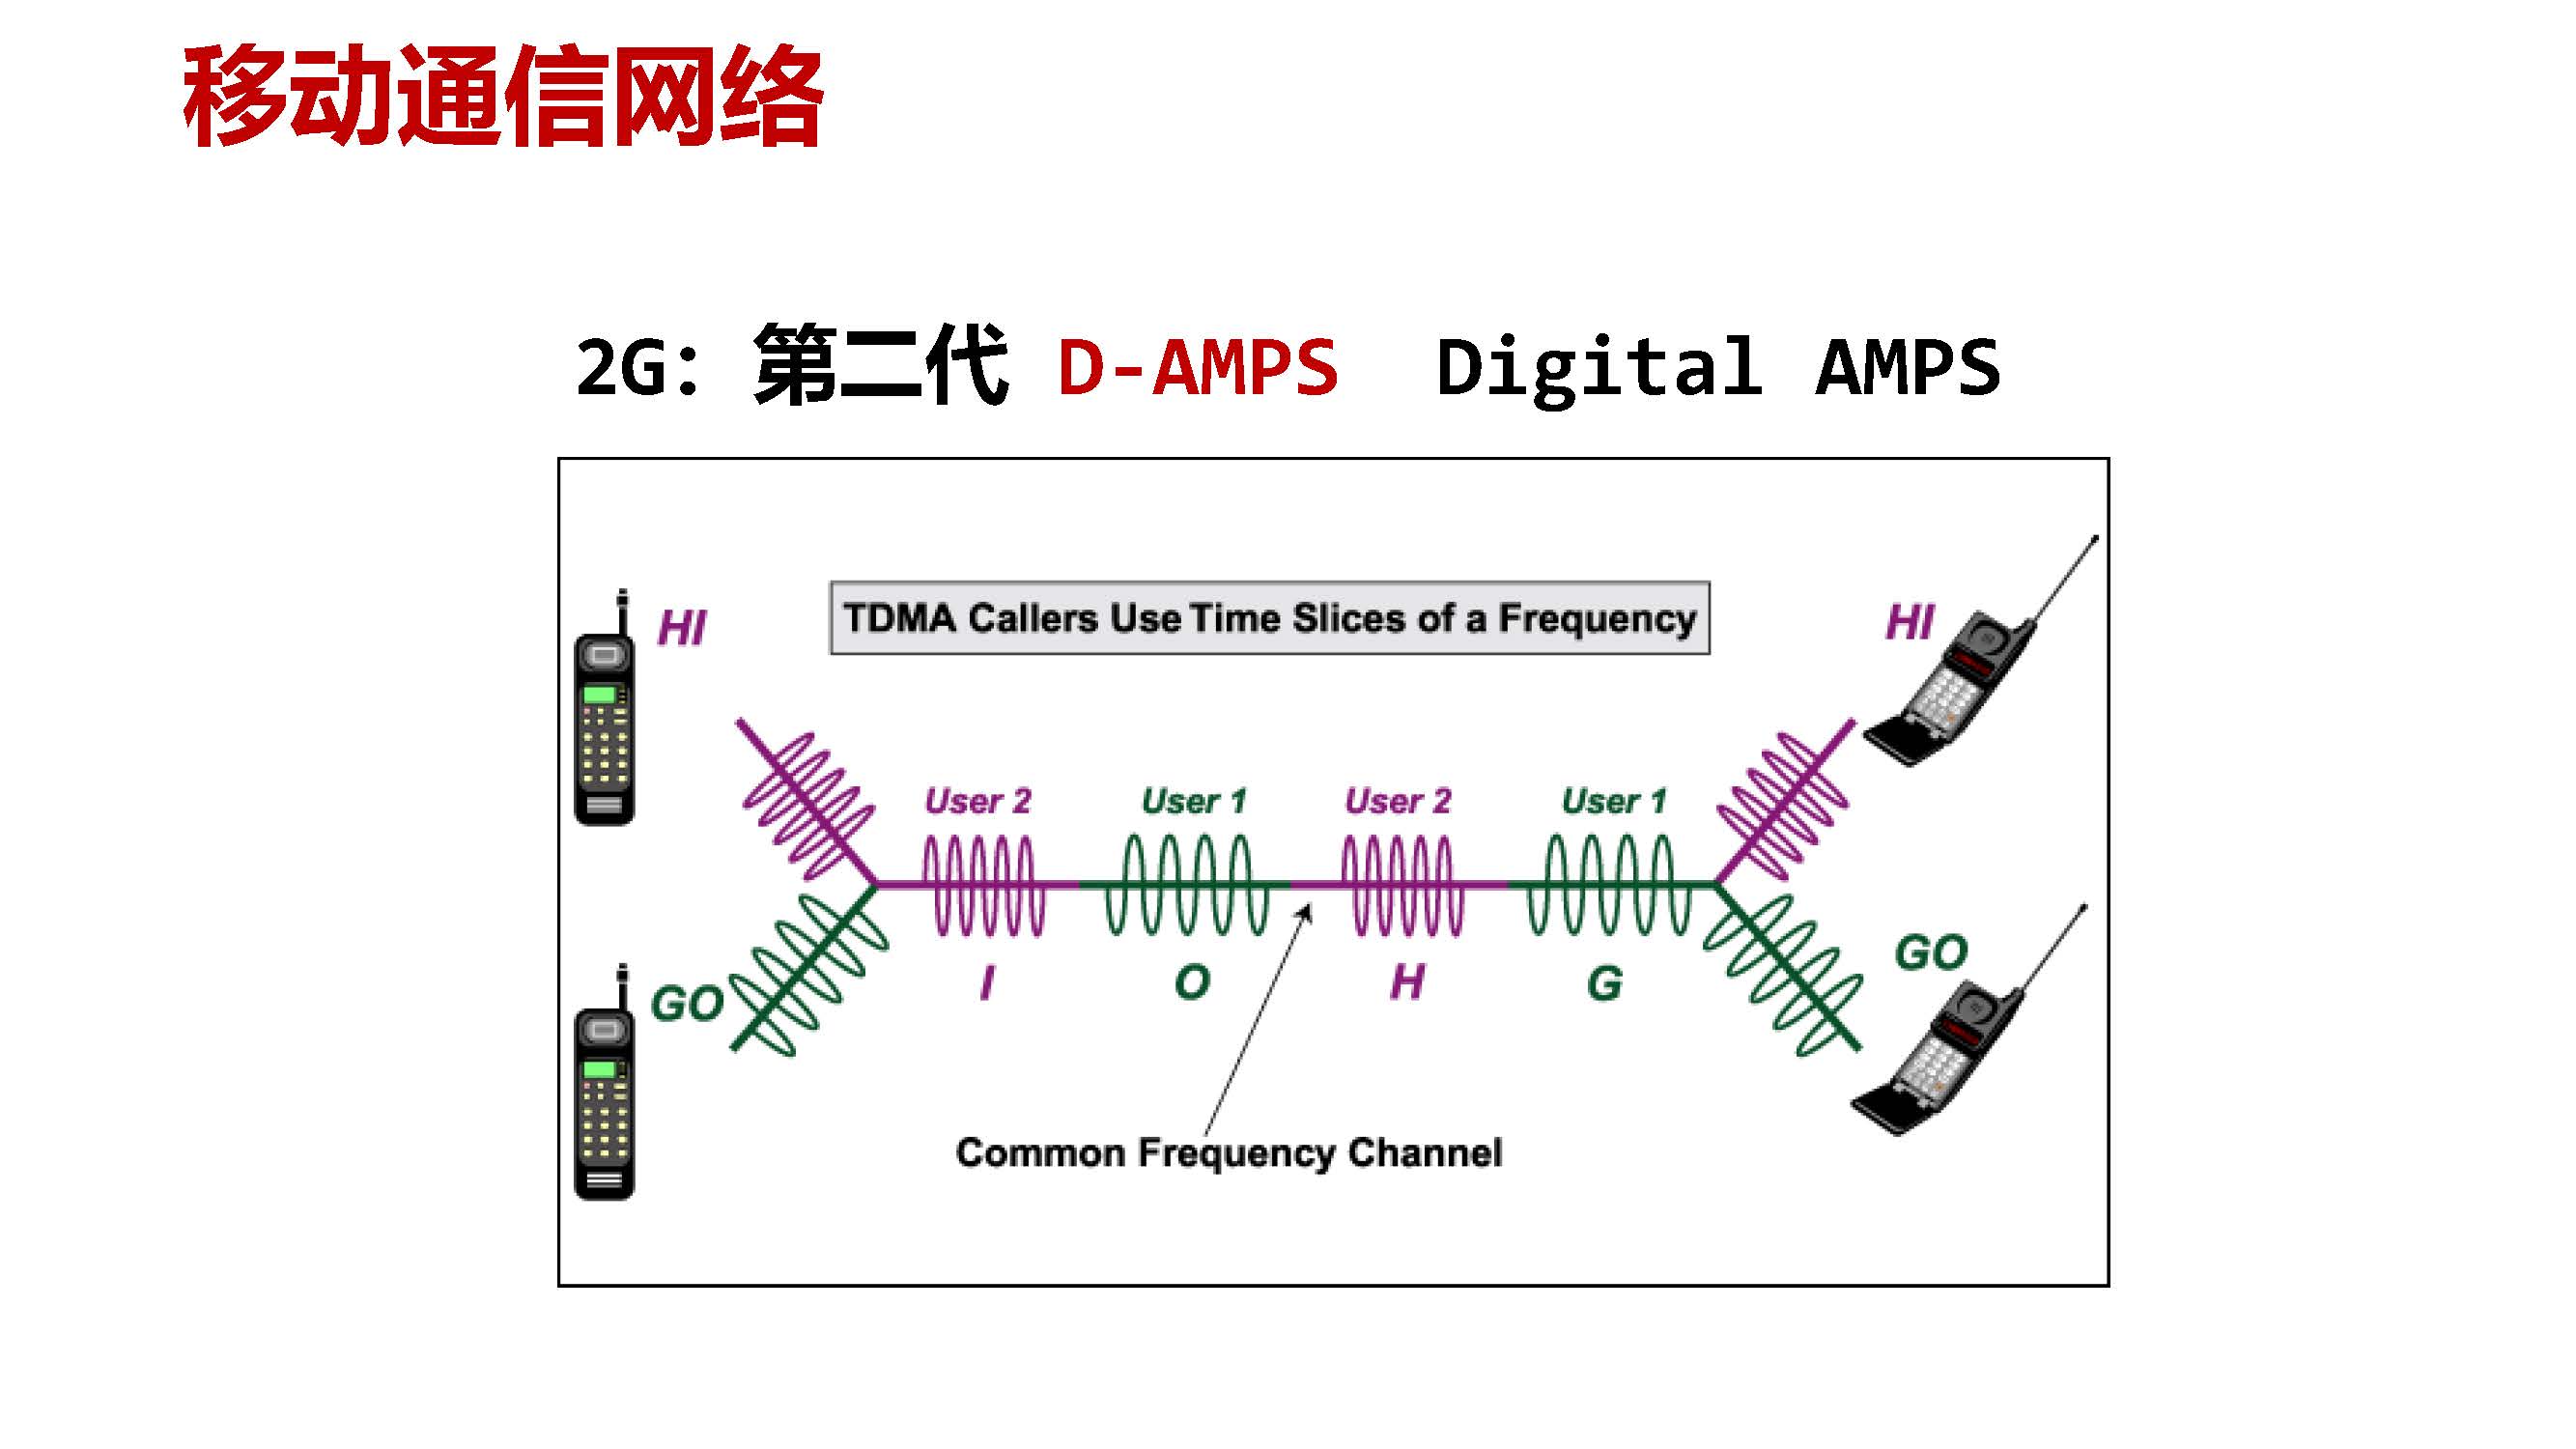 移动通信网络
2G: 第二代 D-AMPS Digital AMPS
TDMA Callers Use Time Slices of a Frequency
HI
HI
User 2
User 1
User 2
User 1
GO
I
O
H
G
GO
Common Frequency Channel